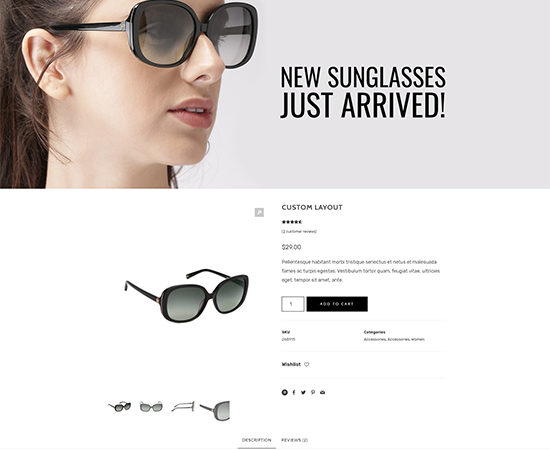 NEW SUNGLASSES
JUST ARRIVED!
CUSTOM LAYOUT
(2 customer reviews)
$29.00
Pellentesque habitant morbi tristique senectus et netus et malesuada
fames ac turpis egestas. Vestibulum tortor quam, feugiat vitae, ultricies
eget, tempor sit amet, ante.
1
ADD TO CART
SKU
Categories
Accessories, Accessories, Women
Wishlist
DESCRIPTION
REVIEWS (2)